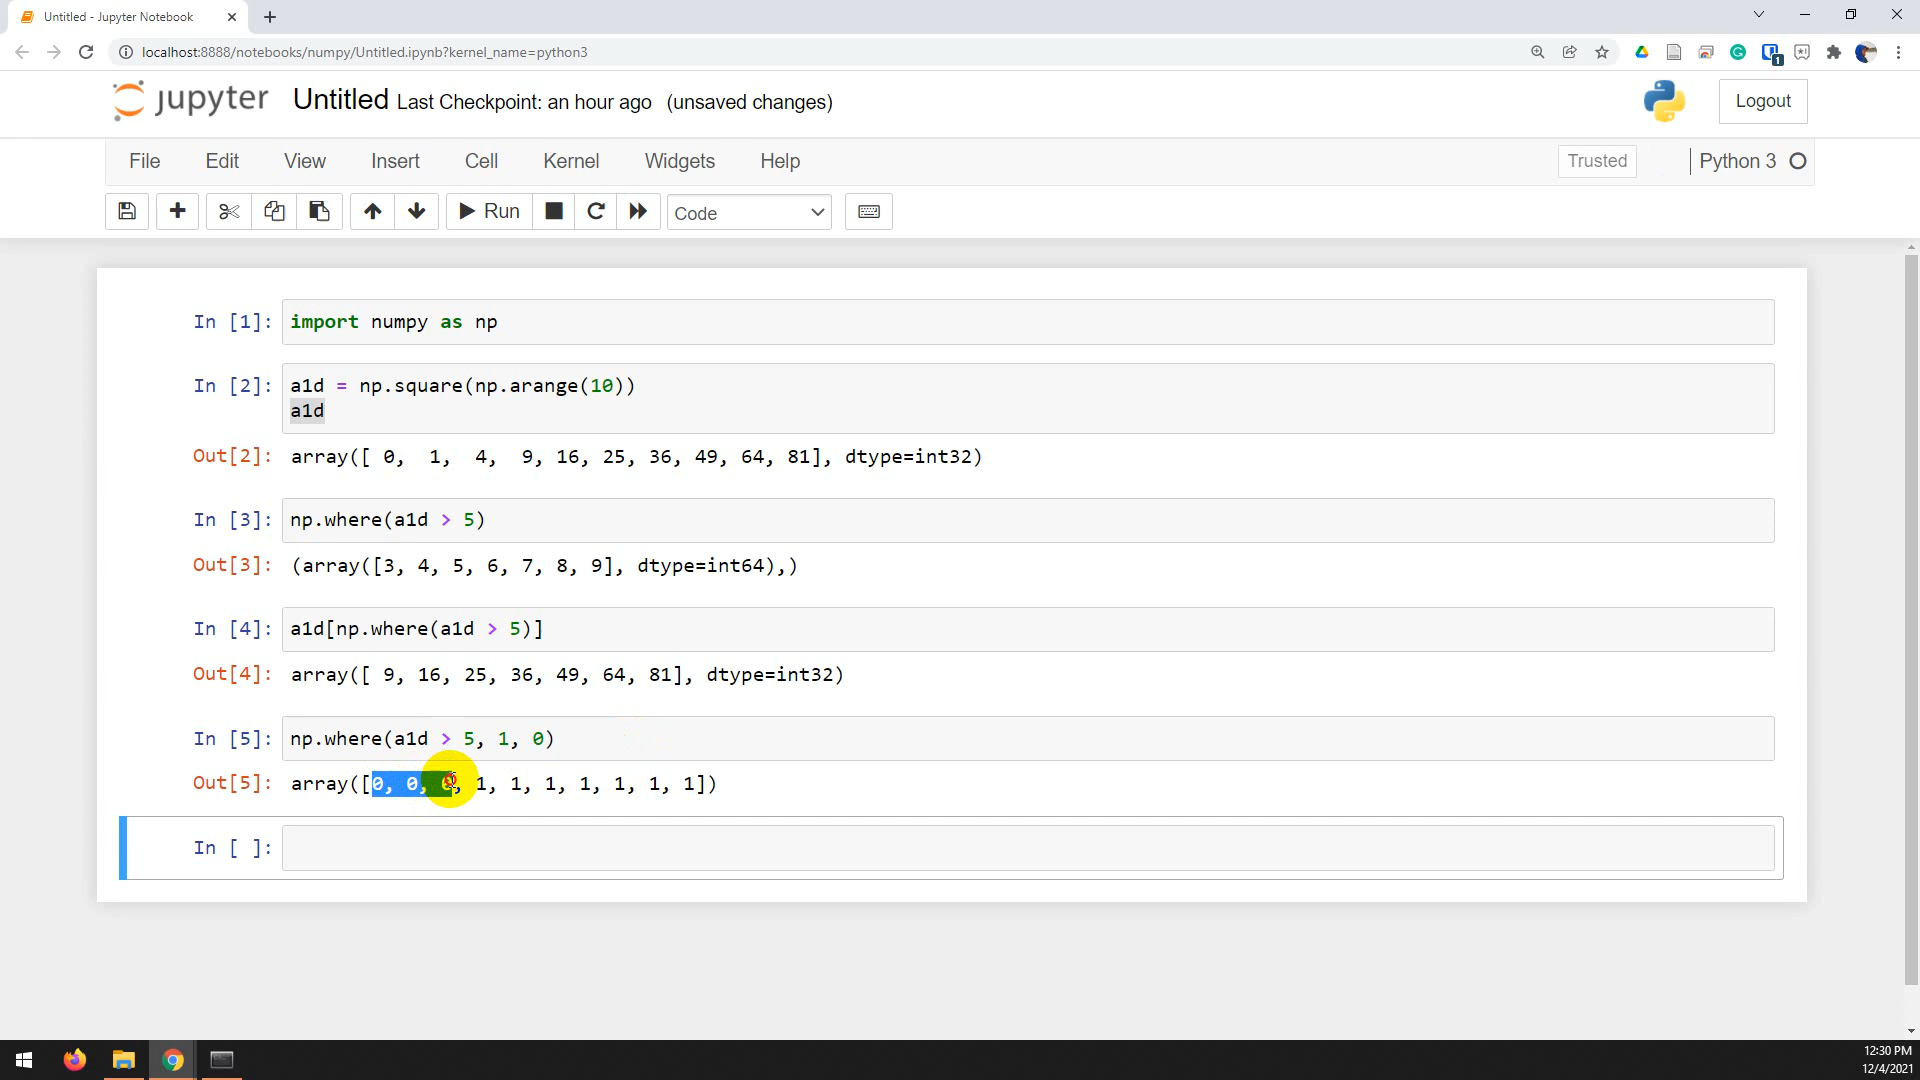 Untitled - Jupyter Notebook
localhost:8888/notebooks/numpy/Untitled.ipynb?kernel_name=python3
jupyter Untitled Last Checkpoint: an hour ago (unsaved changes)
Logout
File Edit View Insert Cell Kernel Widgets Help
Trusted
Python 3
Run
Code
In [1]: import numpy as np
In [2]: a1d = np.square(np.arange(10))
a1d
Out[2]: array([ 0,  1,  4,  9, 16, 25, 36, 49, 64, 81], dtype=int32)
In [3]: np.where(a1d > 5)
Out[3]: (array([3, 4, 5, 6, 7, 8, 9], dtype=int64),)
In [4]: a1d[np.where(a1d > 5)]
Out[4]: array([ 9, 16, 25, 36, 49, 64, 81], dtype=int32)
In [5]: np.where(a1d > 5, 1, 0)
Out[5]: array([0, 0, 0, 1, 1, 1, 1, 1, 1, 1])
In [ ]:
12:30 PM
12/4/2021